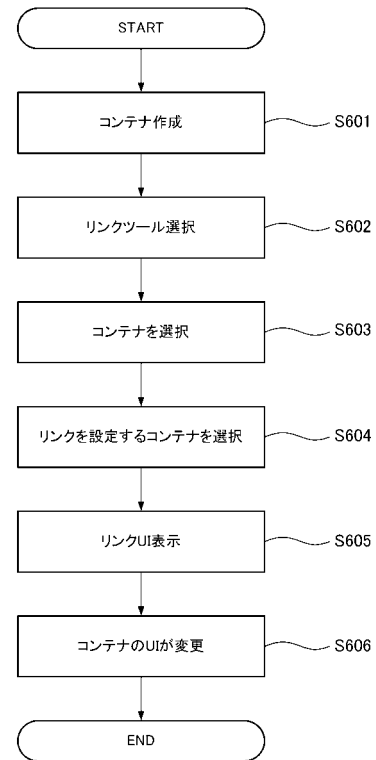 START
コンテナ作成
S601
リンクツール選択
S602
コンテナを選択
S603
リンクを設定するコンテナを選択
S604
リンクUI表示
S605
コンテナのUIが変更
S606
END